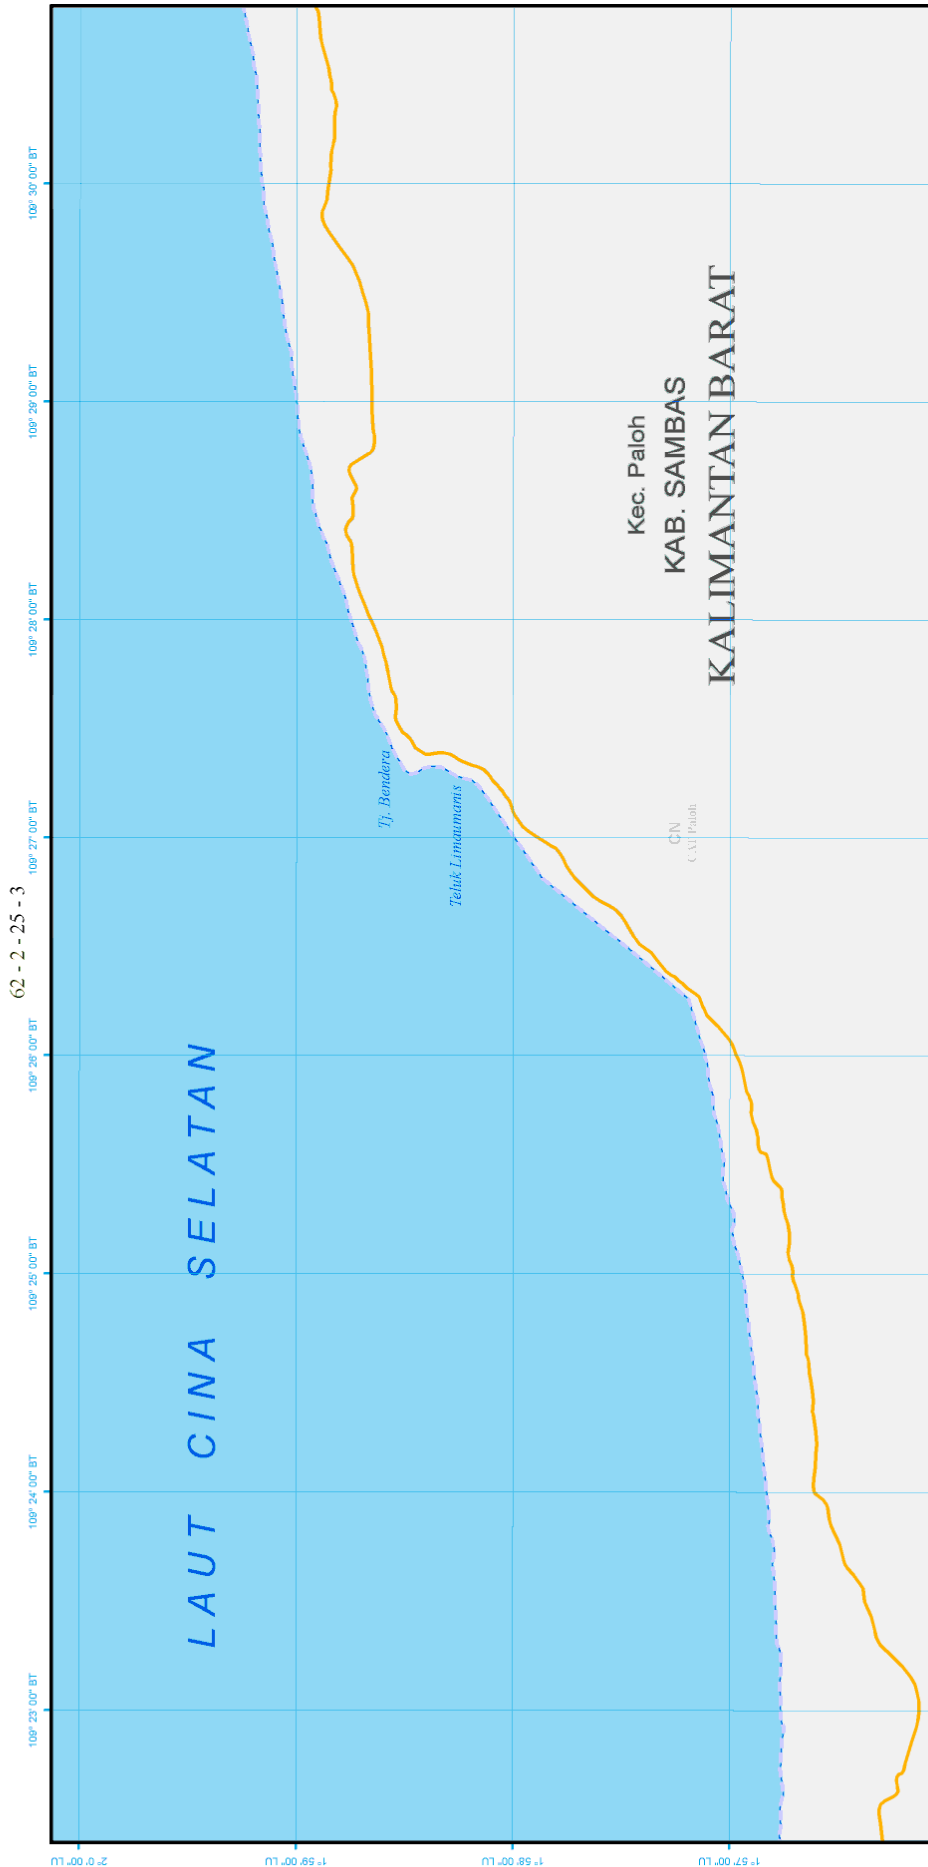 62 - 2 - 25 - 3
109° 23' 00" BT
109° 24' 00" BT
109° 25' 00" BT
109° 26' 00" BT
109° 27' 00" BT
109° 28' 00" BT
109° 29' 00" BT
109° 30' 00" BT
2° 0' 00" LU
1° 59' 00" LU
1° 58' 00" LU
1° 57' 00" LU
LAUT CINA SELATAN
Tj. Bendera
Teluk Limaumanis
Kec. Paloh
KAB. SAMBAS
KALIMANTAN BARAT
CN
Paloh